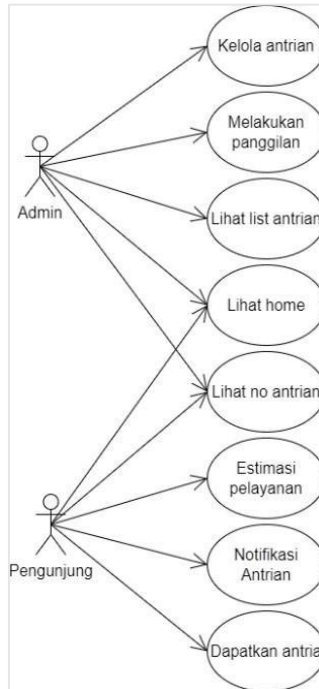 Kelola antrian
Melakukan
panggilan
Admin
Lihat list antrian
Lihat home
Lihat no antrian
Estimasi
pelayanan
Pengunjung
Notifikasi
Antrian
Dapatkan antria